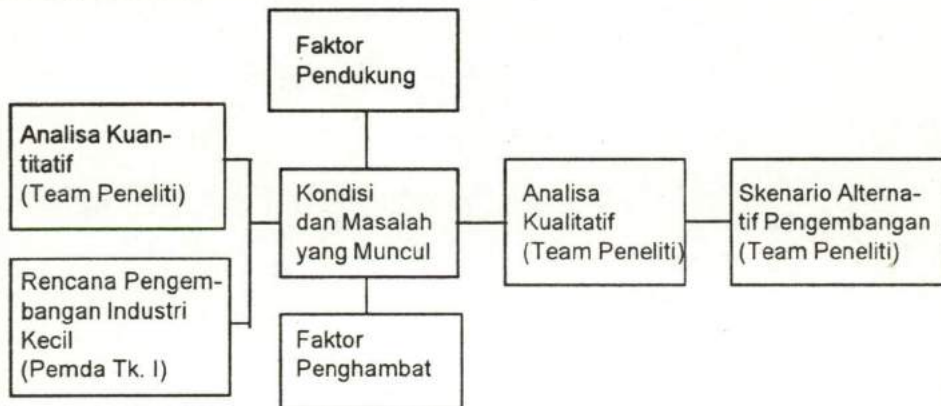 Faktor
Pendukung
Analisa Kuan-
titatif
(Team Peneliti)
Kondisi
dan Masalah
yang Muncul
Analisa
Kualitatif
(Team Peneliti)
Skenario Alterna-
tif Pengembangan
(Team Peneliti)
Rencana Pengem-
bangan Industri
Kecil
(Pemda Tk. I)
Faktor
Penghambat